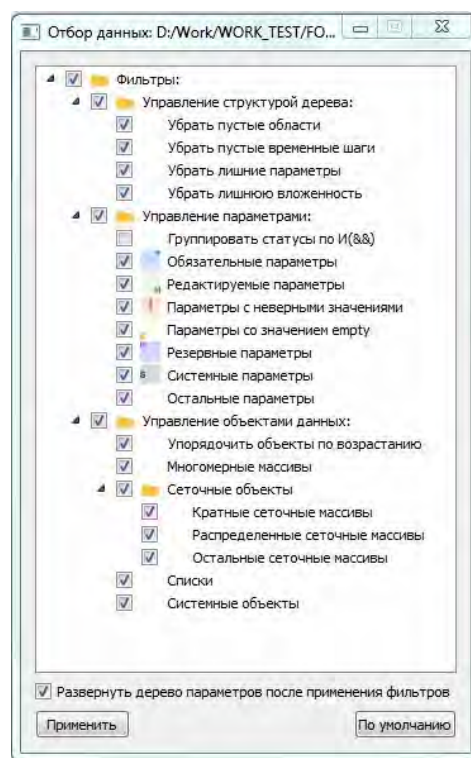 Отбор данных: D:/Work/WORK_TEST/FO...
Фильтры:
Управление структурой дерева:
Убрать пустые области
Убрать пустые временные шаги
Убрать лишние параметры
Убрать лишнюю вложенность
Управление параметрами:
Группировать статусы по И(&&)
Обязательные параметры
Редактируемые параметры
Параметры с неверными значениями
Параметры со значением empty
Резервные параметры
Системные параметры
Остальные параметры
Управление объектами данных:
Упорядочить объекты по возрастанию
Многомерные массивы
Сеточные объекты
Кратные сеточные массивы
Распределенные сеточные массивы
Остальные сеточные массивы
Списки
Системные объекты
Развернуть дерево параметров после применения фильтров
Применить По умолчанию